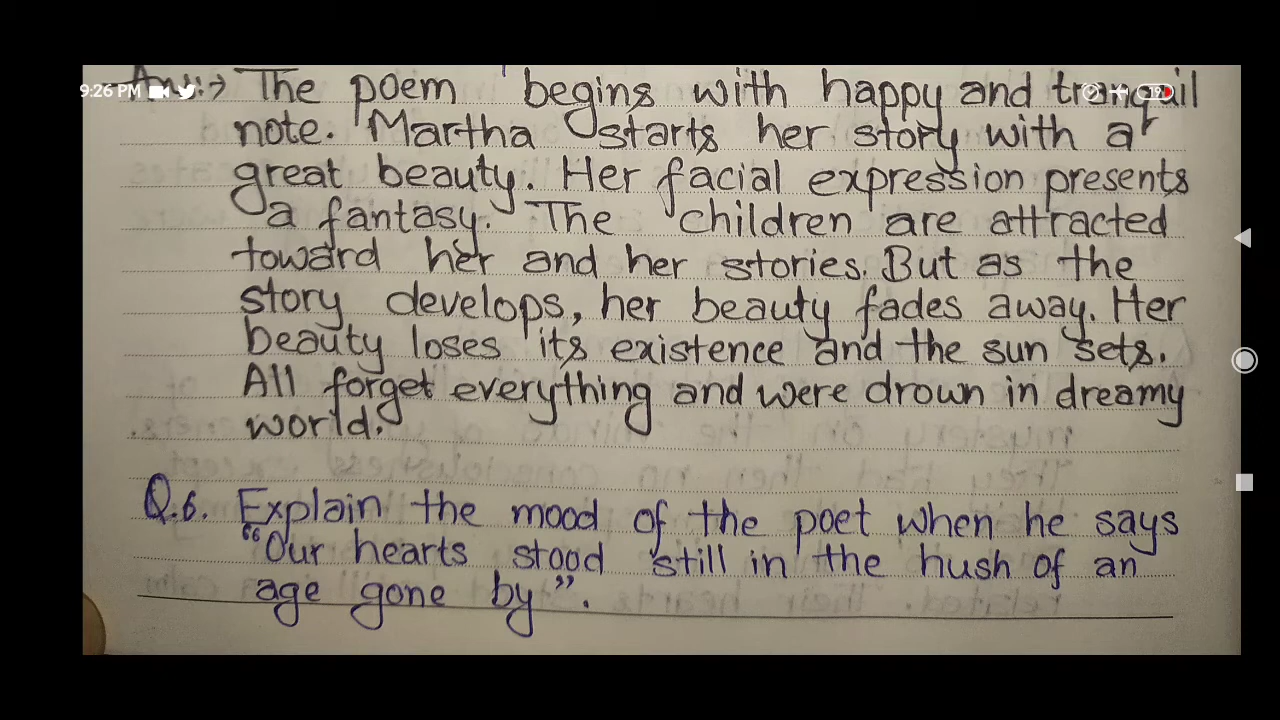 9:26 PM
19
Ans:→ The poem begins with happy and tranquil
note. Martha starts her story with a
great beauty. Her facial expression presents
a fantasy. The children are attracted
toward her and her stories. But as the
story develops, her beauty fades away. Her
beauty loses its existence and the sun sets.
All forget everything and were drown in dreamy
world.
Q.6. Explain the mood of the poet when he says
"Our hearts stood still in the hush of an
age gone by".